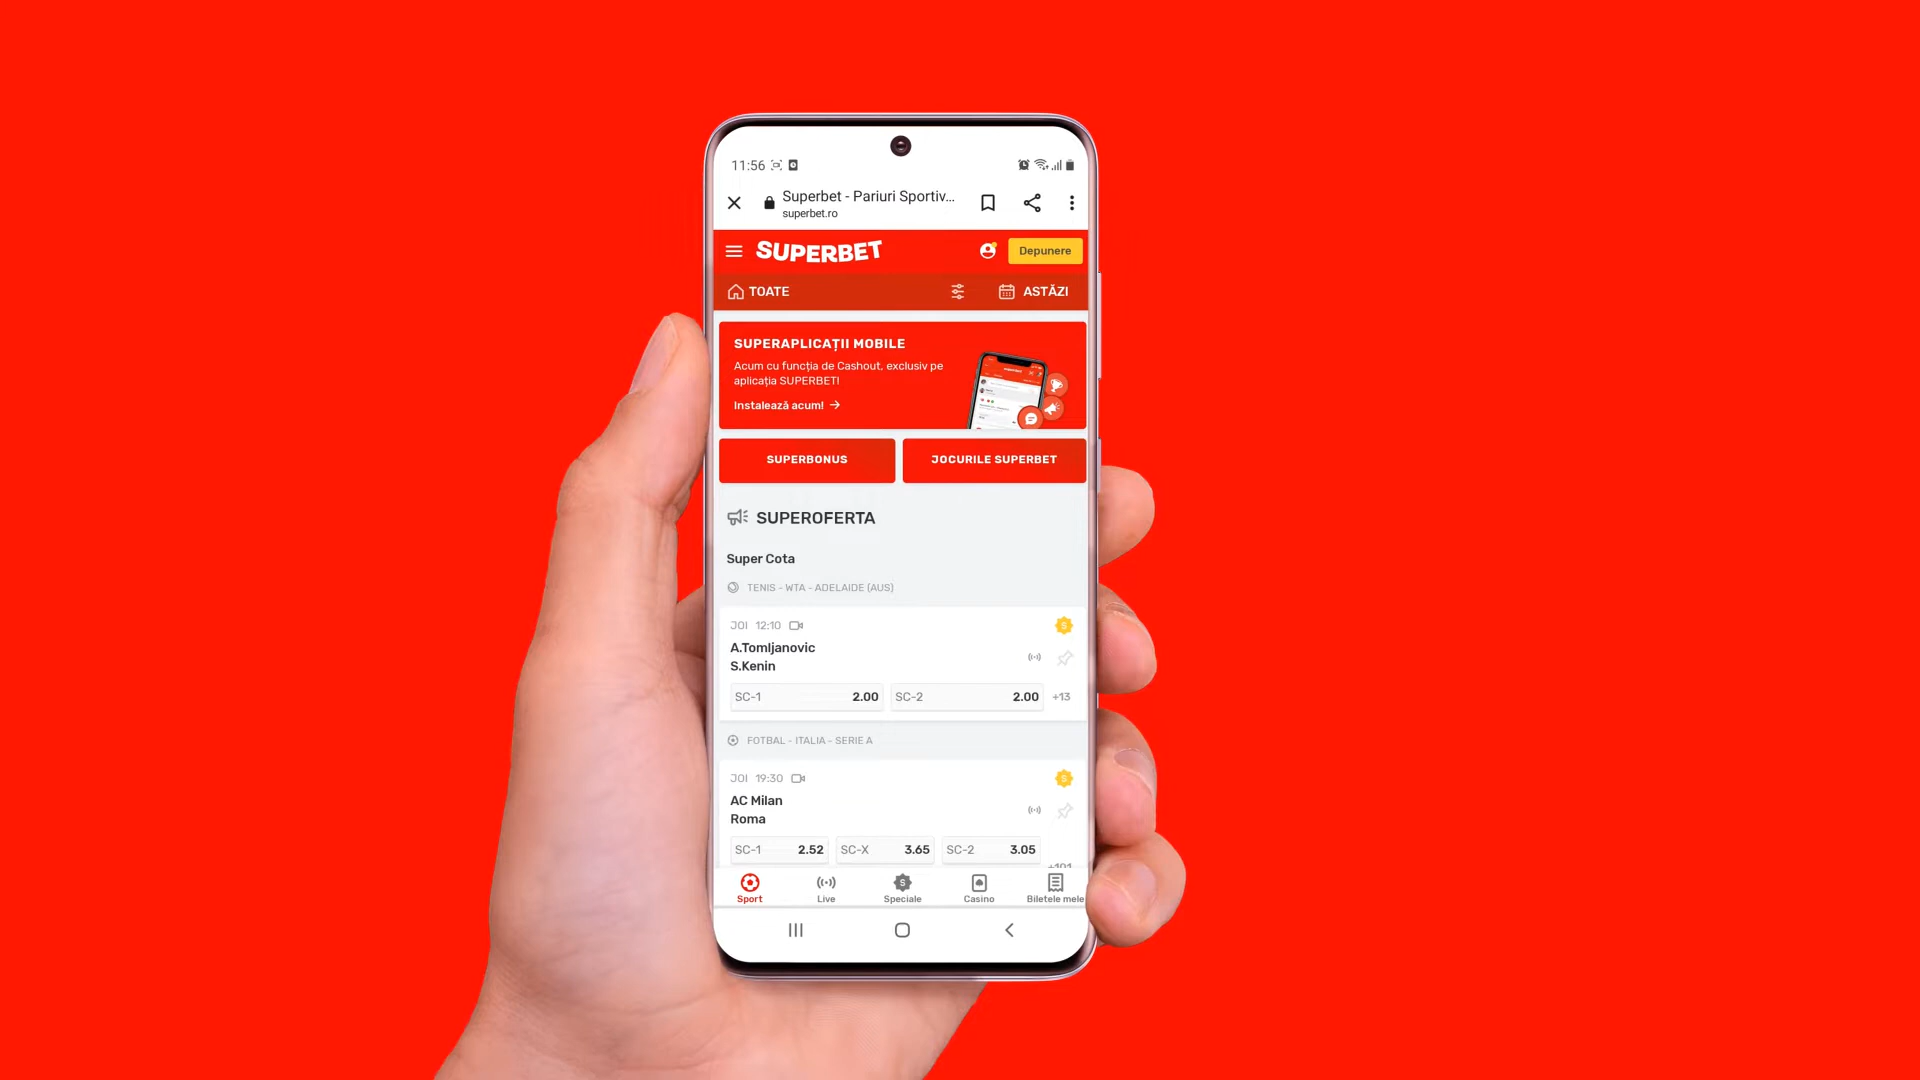 11:56
Superbet - Pariuri Sportiv...
superbet.ro
SUPERBET
Depunere
TOATE
ASTĂZI
SUPERAPLICAȚII MOBILE
Acum cu funcția de Cashout, exclusiv pe
aplicația SUPERBET!
Instalează acum!
SUPERBONUS
JOCURILE SUPERBET
SUPEROFERTA
Super Cota
TENIS - WTA - ADELAIDE (AUS)
JOI 12:10
A.Tomljanovic
S.Kenin
SC-1 2.00 SC-2 2.00 +13
FOTBAL - ITALIA - SERIE A
JOI 19:30
AC Milan
Roma
SC-1 2.52 SC-X 3.65 SC-2 3.05
+101
Sport Live Speciale Casino Biletele mele